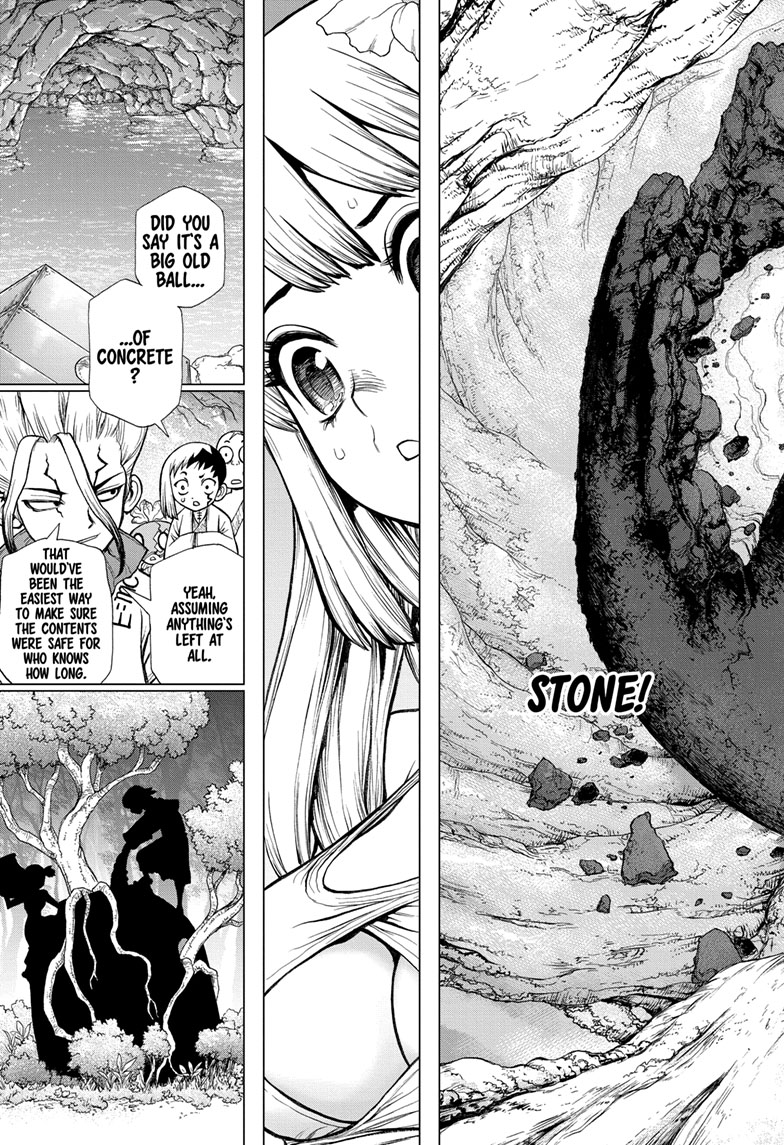 STONE!
DID YOU
SAY IT'S A
BIG OLD
BALL...
...OF
CONCRETE
?
YEAH,
ASSUMING
ANYTHING'S
LEFT AT
ALL.
THAT
WOULD'VE
BEEN THE
EASIEST WAY
TO MAKE SURE
THE CONTENTS
WERE SAFE FOR
WHO KNOWS
HOW LONG.